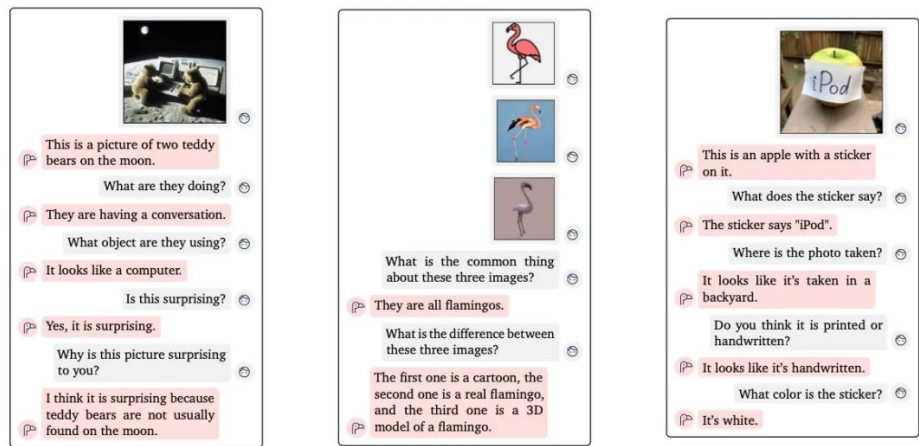 This is a picture of two teddy
bears on the moon.
What are they doing?
They are having a conversation.
What object are they using?
It looks like a computer.
Is this surprising?
Yes, it is surprising.
Why is this picture surprising
to you?
I think it is surprising because
teddy bears are not usually
found on the moon.
What is the common thing
about these three images?
They are all flamingos.
What is the difference between
these three images?
The first one is a cartoon, the
second one is a real flamingo,
and the third one is a 3D
model of a flamingo.
iPod
This is an apple with a sticker
on it.
What does the sticker say?
The sticker says "iPod".
Where is the photo taken?
It looks like it's taken in a
backyard.
Do you think it is printed or
handwritten?
It looks like it's handwritten.
What color is the sticker?
It's white.